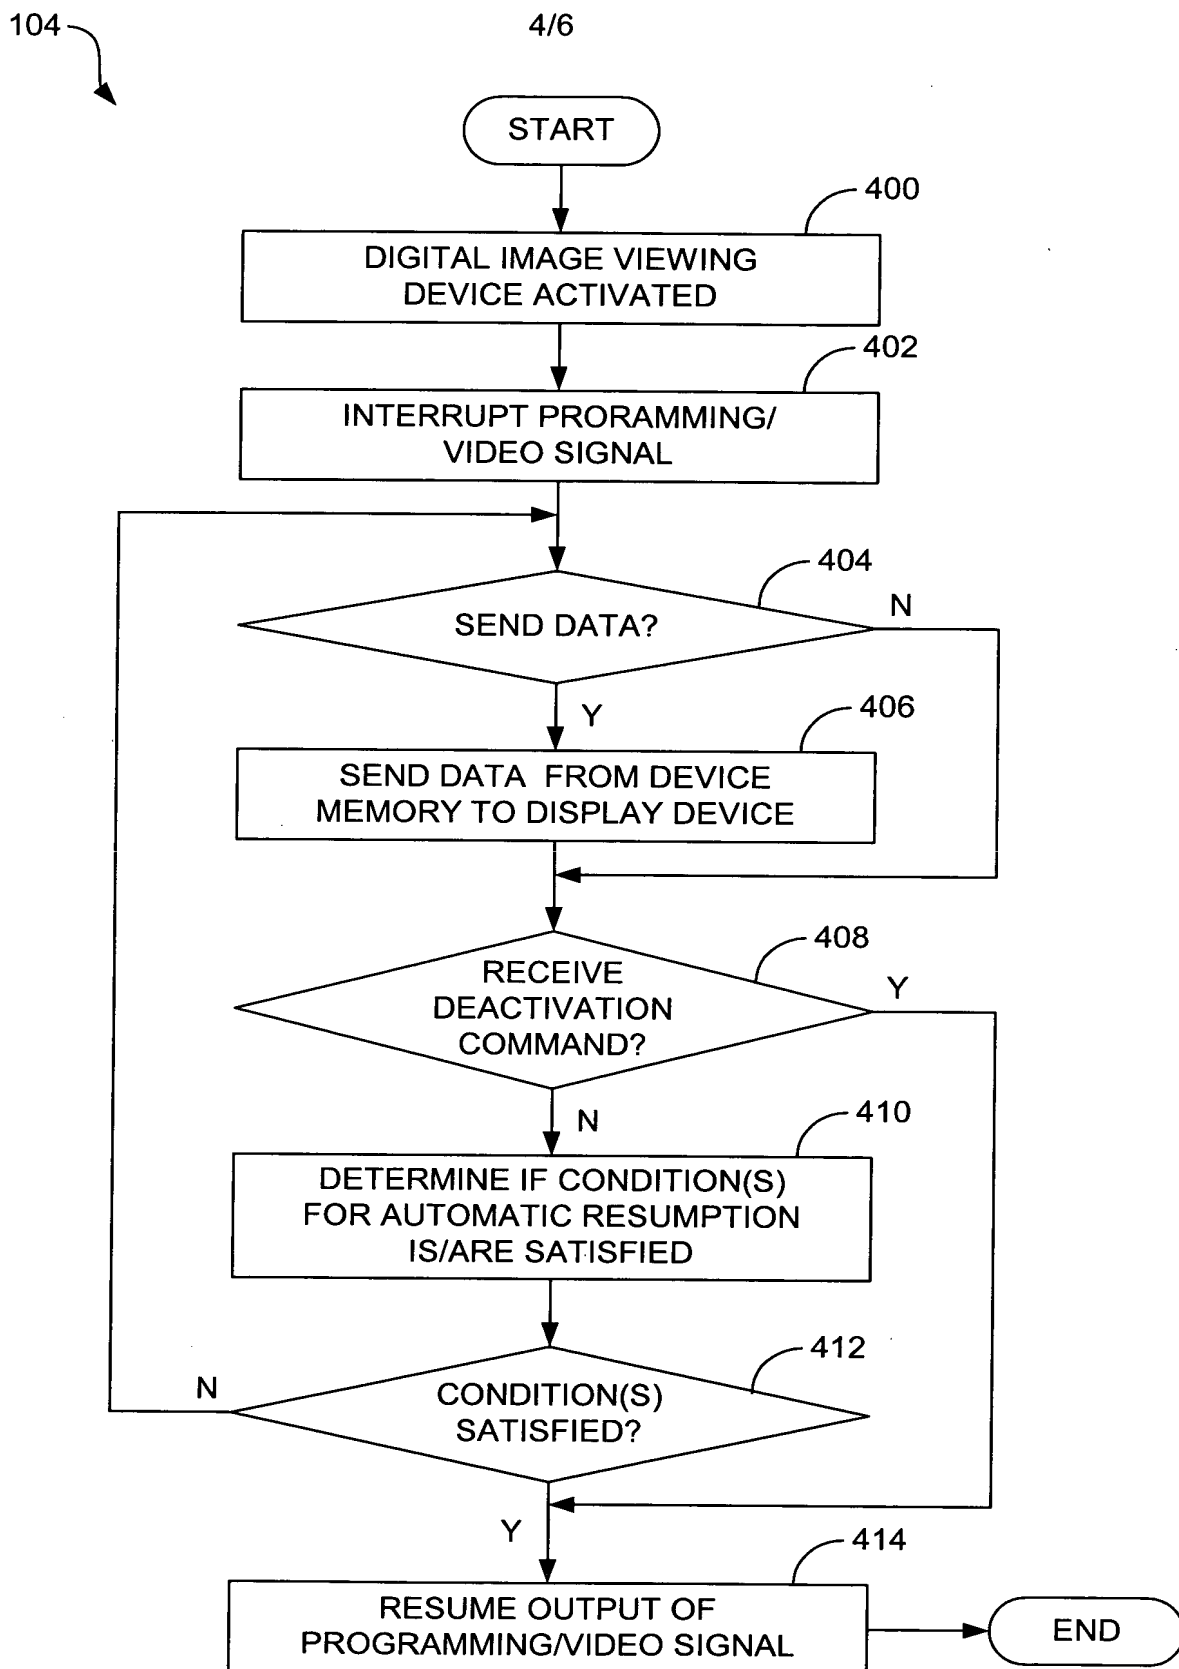 104
4/6
START
400
DIGITAL IMAGE VIEWING
DEVICE ACTIVATED
402
INTERRUPT PRORAMMING/
VIDEO SIGNAL
404
SEND DATA?
N
Y
406
SEND DATA FROM DEVICE
MEMORY TO DISPLAY DEVICE
408
RECEIVE
DEACTIVATION
COMMAND?
Y
N
410
DETERMINE IF CONDITION(S)
FOR AUTOMATIC RESUMPTION
IS/ARE SATISFIED
412
N
CONDITION(S)
SATISFIED?
Y
414
RESUME OUTPUT OF
PROGRAMMING/VIDEO SIGNAL
END